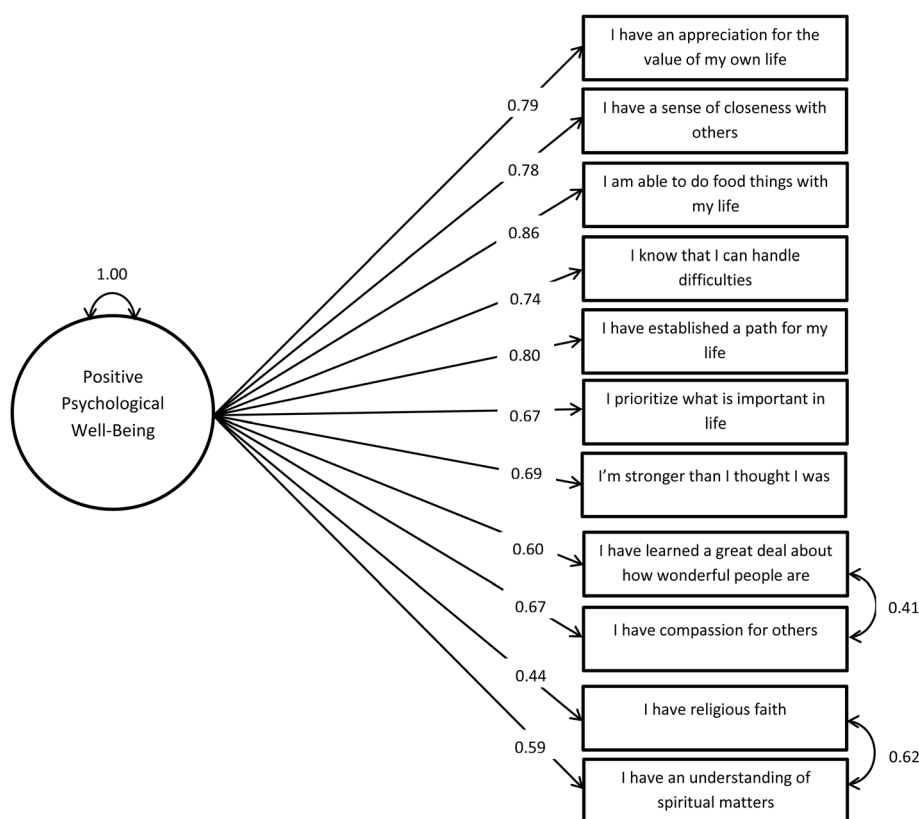 I have an appreciation for the
value of my own life
0.79
I have a sense of closeness with
others
0.78
I am able to do food things with
my life
0.86
I know that I can handle
difficulties
1.00
0.74
I have established a path for my
life
0.80
Positive
Psychological
Well-Being
I prioritize what is important in
life
0.67
I'm stronger than I thought I was
0.69
I have learned a great deal about
how wonderful people are
0.60
0.41
I have compassion for others
0.67
I have religious faith
0.44
0.62
I have an understanding of
spiritual matters
0.59